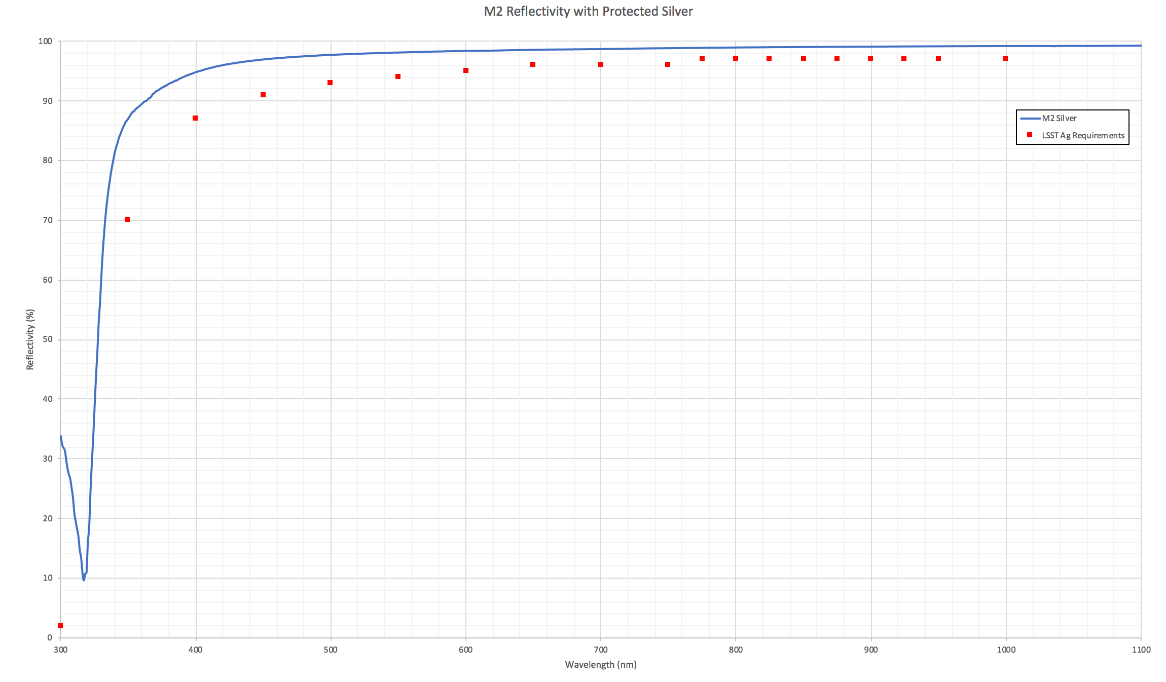 M2 Reflectivity with Protected Silver
100
90
80
70
60
50
40
30
20
10
0
Reflectivity (%)
M2 Silver
LSST Ag Requirements
300 400 500 600 700 800 900 1000 1100
Wavelength (nm)